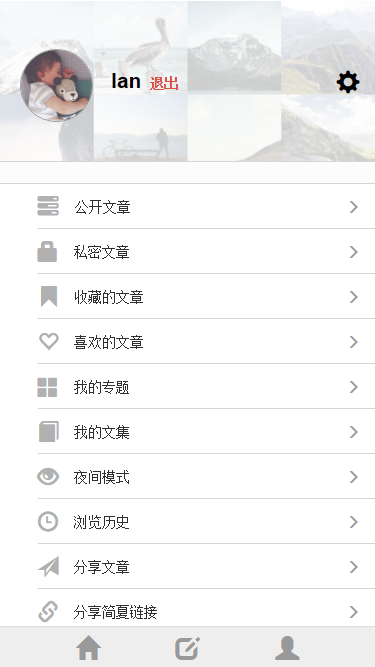 lan 退出
公开文章
私密文章
收藏的文章
喜欢的文章
我的专题
我的文集
夜间模式
浏览历史
分享文章
分享简夏链接